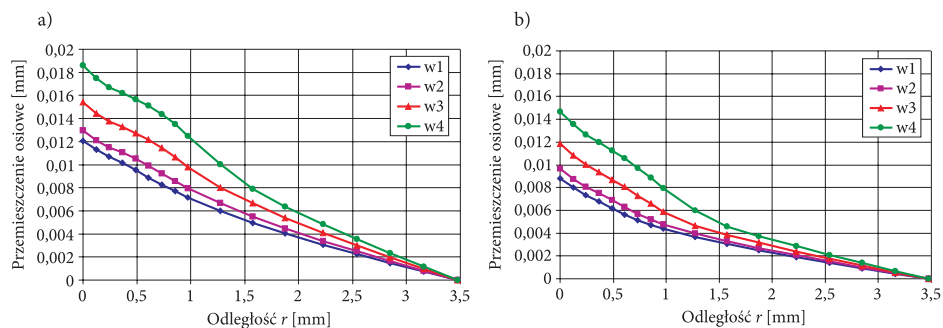 a)
Przemieszczenie osiowe [mm]
0,02
0,018
0,016
0,014
0,012
0,01
0,008
0,006
0,004
0,002
0
0
0,5
1
1,5
2
2,5
3
3,5
Odległość r [mm]
w1
w2
w3
w4
b)
Przemieszczenie osiowe [mm]
0,02
0,018
0,016
0,014
0,012
0,01
0,008
0,006
0,004
0,002
0
0
0,5
1
1,5
2
2,5
3
3,5
Odległość r [mm]
w1
w2
w3
w4